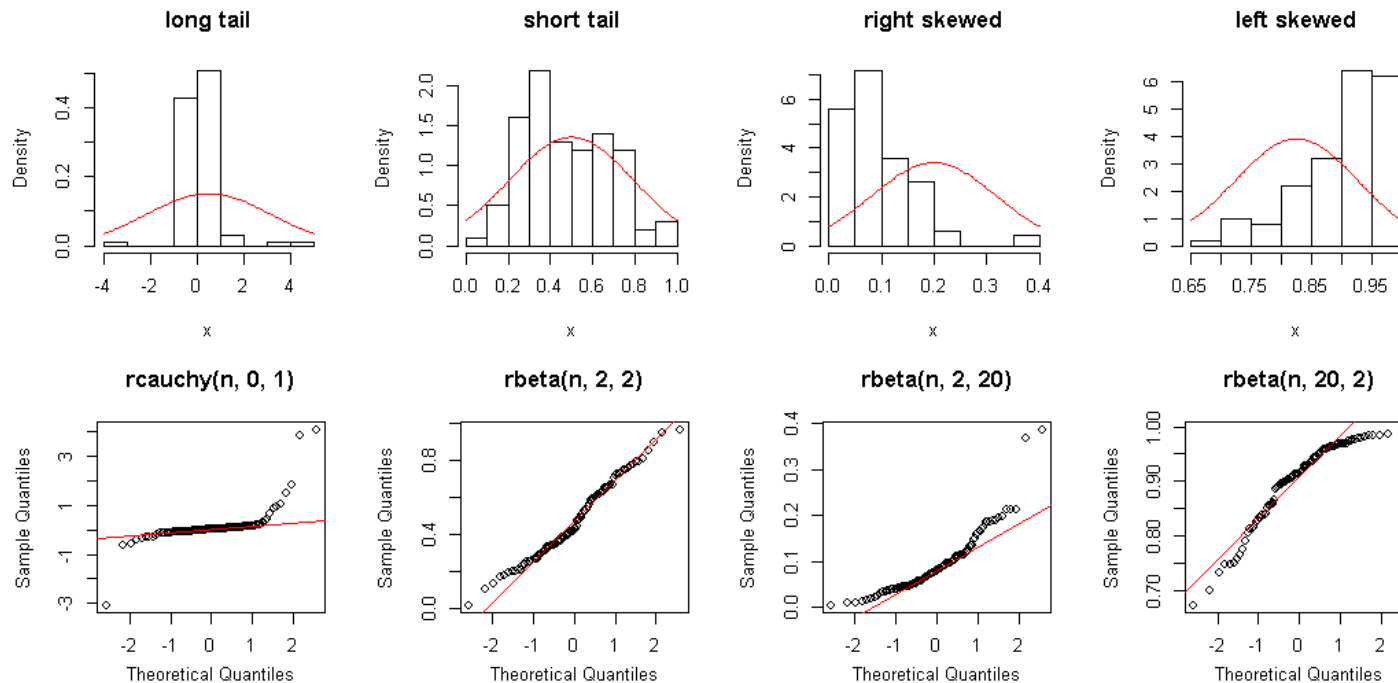 long tail
short tail
right skewed
left skewed
Density
0.0
0.2
0.4
-4 -2 0 2 4
x
Density
0.0
0.5
1.0
1.5
2.0
0.0 0.2 0.4 0.6 0.8 1.0
x
Density
0
2
4
6
0.0 0.1 0.2 0.3 0.4
x
Density
0
1
2
3
4
5
6
0.65 0.75 0.85 0.95
x
rcauchy(n, 0, 1)
rbeta(n, 2, 2)
rbeta(n, 2, 20)
rbeta(n, 20, 2)
Sample Quantiles
-3
-1
1
3
-2 -1 0 1 2
Theoretical Quantiles
Sample Quantiles
0.0
0.4
0.8
-2 -1 0 1 2
Theoretical Quantiles
Sample Quantiles
0.0
0.1
0.2
0.3
0.4
-2 -1 0 1 2
Theoretical Quantiles
Sample Quantiles
0.70
0.80
0.90
1.00
-2 -1 0 1 2
Theoretical Quantiles